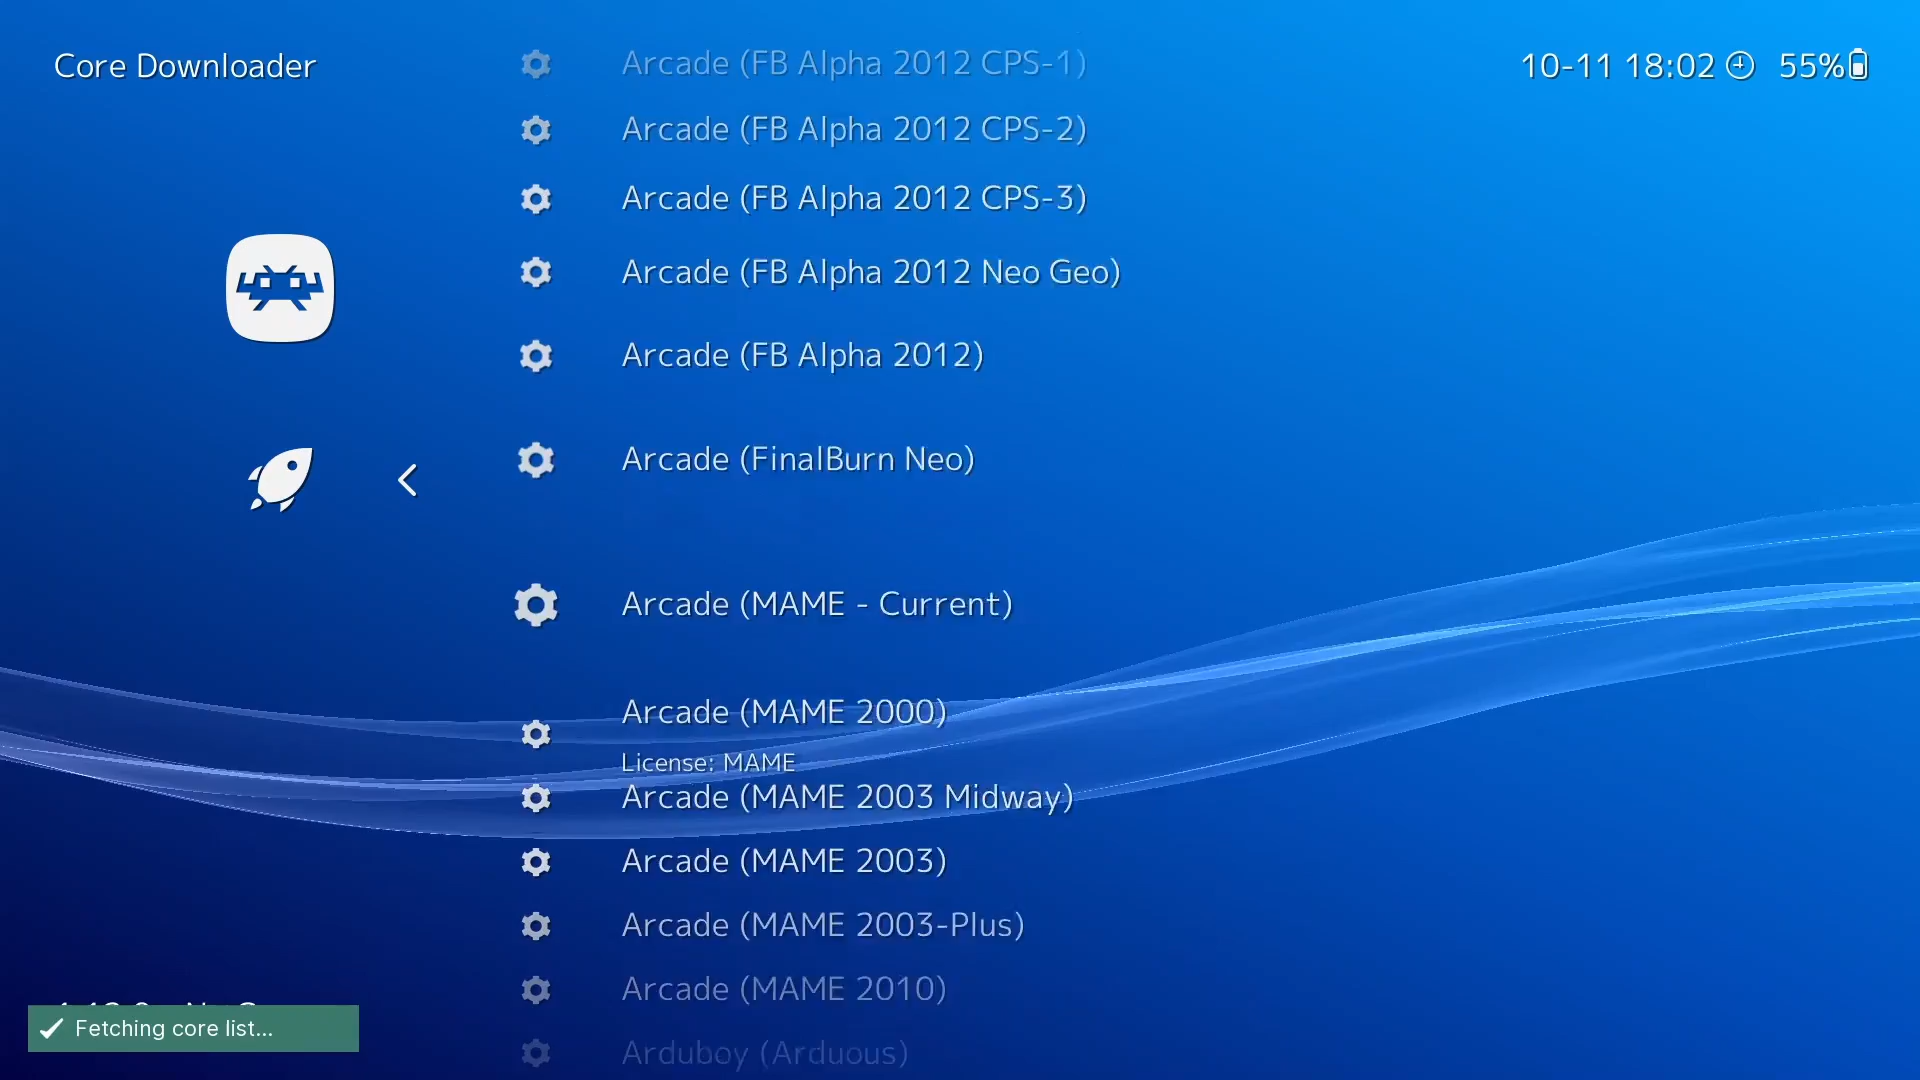 Core Downloader
10-11 18:02 55%
Arcade (FB Alpha 2012 CPS-1)
Arcade (FB Alpha 2012 CPS-2)
Arcade (FB Alpha 2012 CPS-3)
Arcade (FB Alpha 2012 Neo Geo)
Arcade (FB Alpha 2012)
Arcade (FinalBurn Neo)
Arcade (MAME - Current)
Arcade (MAME 2000)
License: MAME
Arcade (MAME 2003 Midway)
Arcade (MAME 2003)
Arcade (MAME 2003-Plus)
Arcade (MAME 2010)
Arduboy (Arduous)
Fetching core list...